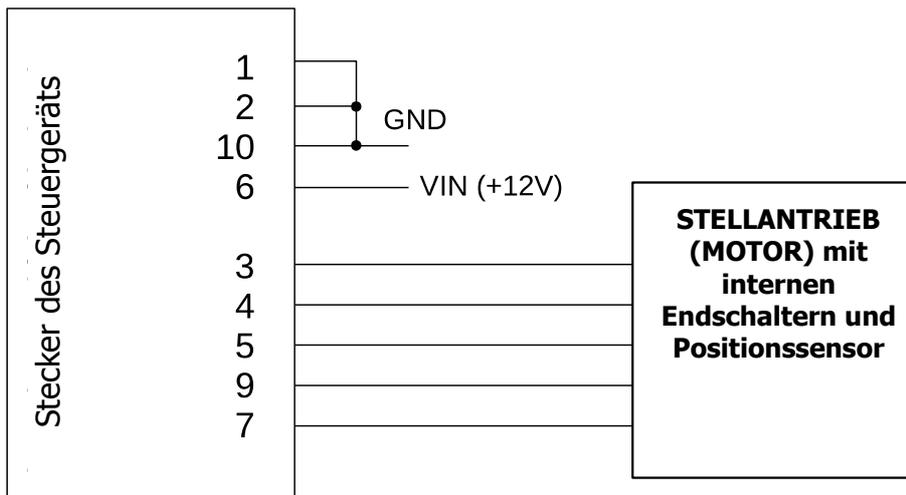 Stecker des Steuergeräts
1
2
10
6
3
4
5
9
7
GND
VIN (+12V)
STELLANTRIEB
(MOTOR) mit
internen
Endschaltern und
Positionssensor